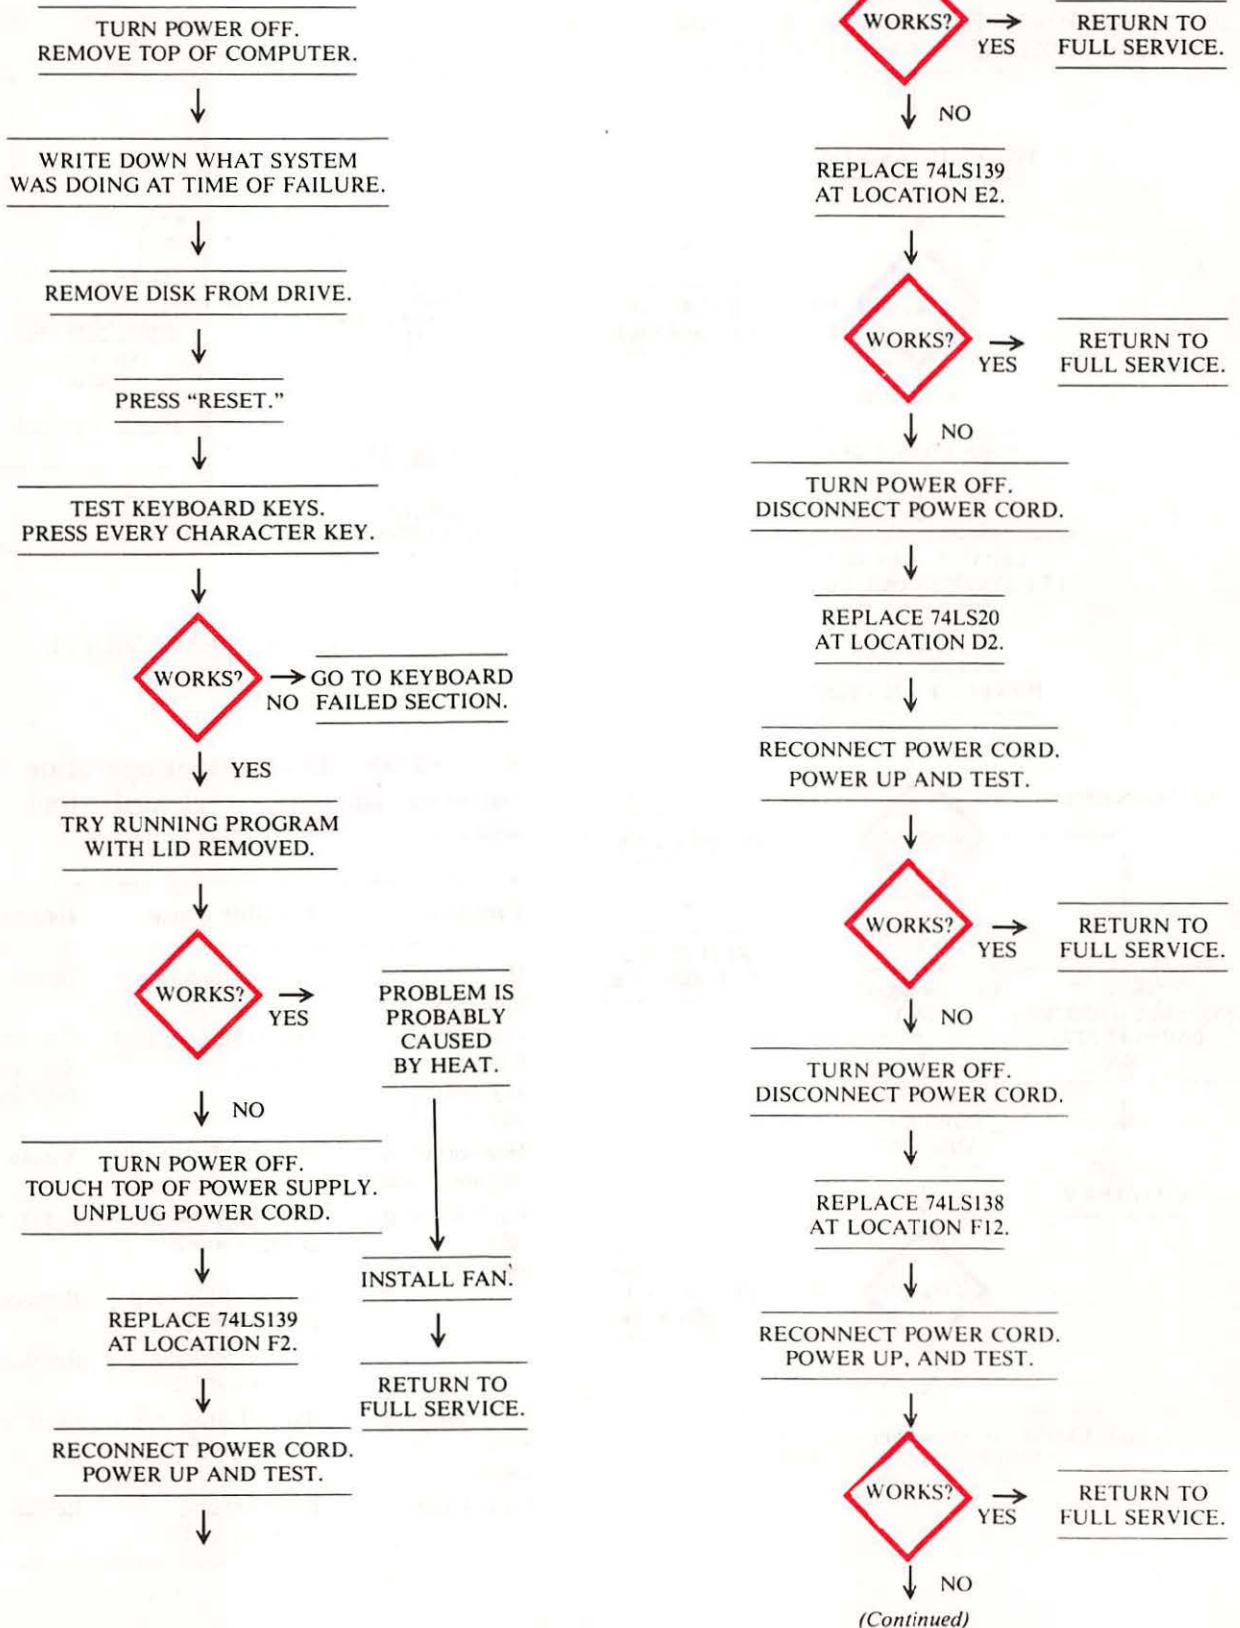 TURN POWER OFF.
REMOVE TOP OF COMPUTER.
WRITE DOWN WHAT SYSTEM
WAS DOING AT TIME OF FAILURE.
REMOVE DISK FROM DRIVE.
PRESS “RESET.”
TEST KEYBOARD KEYS.
PRESS EVERY CHARACTER KEY.
WORKS?
NO
GO TO KEYBOARD
FAILED SECTION.
YES
TRY RUNNING PROGRAM
WITH LID REMOVED.
WORKS?
YES
PROBLEM IS
PROBABLY
CAUSED
BY HEAT.
INSTALL FAN.
RETURN TO
FULL SERVICE.
NO
TURN POWER OFF.
TOUCH TOP OF POWER SUPPLY.
UNPLUG POWER CORD.
REPLACE 74LS139
AT LOCATION F2.
RECONNECT POWER CORD.
POWER UP AND TEST.
WORKS?
YES
RETURN TO
FULL SERVICE.
NO
REPLACE 74LS139
AT LOCATION E2.
WORKS?
YES
RETURN TO
FULL SERVICE.
NO
TURN POWER OFF.
DISCONNECT POWER CORD.
REPLACE 74LS20
AT LOCATION D2.
RECONNECT POWER CORD.
POWER UP AND TEST.
WORKS?
YES
RETURN TO
FULL SERVICE.
NO
TURN POWER OFF.
DISCONNECT POWER CORD.
REPLACE 74LS138
AT LOCATION F12.
RECONNECT POWER CORD.
POWER UP, AND TEST.
WORKS?
YES
RETURN TO
FULL SERVICE.
NO
(Continued)